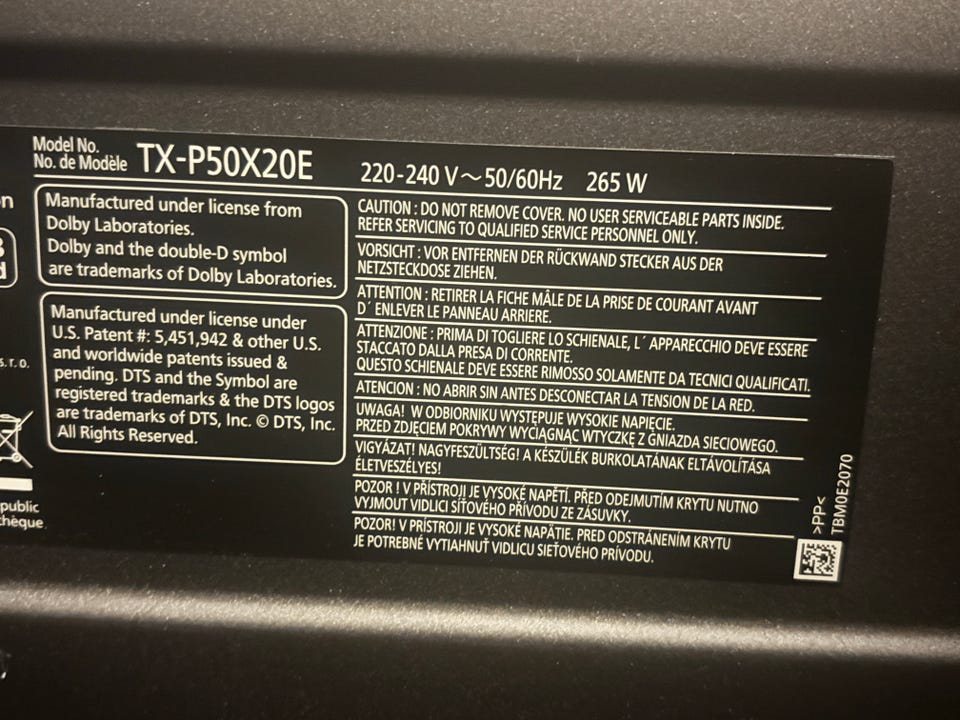 Model No.
No. de Modèle TX-P50X20E 220-240 V~50/60Hz 265 W
Manufactured under license from
Dolby Laboratories.
Dolby and the double-D symbol
are trademarks of Dolby Laboratories.
Manufactured under license under
U.S. Patent #: 5,451,942 & other U.S.
and worldwide patents issued &
pending. DTS and the Symbol are
registered trademarks & the DTS logos
are trademarks of DTS, Inc. © DTS, Inc.
All Rights Reserved.
CAUTION : DO NOT REMOVE COVER. NO USER SERVICEABLE PARTS INSIDE.
REFER SERVICING TO QUALIFIED SERVICE PERSONNEL ONLY.
VORSICHT : VOR ENTFERNEN DER RÜCKWAND STECKER AUS DER
NETZSTECKDOSE ZIEHEN.
ATTENTION : RETIRER LA FICHE MÂLE DE LA PRISE DE COURANT AVANT
D´ ENLEVER LE PANNEAU ARRIERE.
ATTENZIONE : PRIMA DI TOGLIERE LO SCHIENALE, L´ APPARECCHIO DEVE ESSERE
STACCATO DALLA PRESA DI CORRENTE.
QUESTO SCHIENALE DEVE ESSERE RIMOSSO SOLAMENTE DA TECNICI QUALIFICATI.
ATENCION : NO ABRIR SIN ANTES DESCONECTAR LA TENSION DE LA RED.
UWAGA! W ODBIORNIKU WYSTĘPUJE WYSOKIE NAPIĘCIE.
PRZED ZDJĘCIEM POKRYWY WYCIĄGNĄĆ WTYCZKĘ Z GNIAZDA SIECIOWEGO.
VIGYÁZAT! NAGYFESZÜLTSÉG! A KÉSZÜLÉK BURKOLATÁNAK ELTÁVOLÍTÁSA
ÉLETVESZÉLYES!
POZOR ! V PŘÍSTROJI JE VYSOKÉ NAPĚTÍ. PŘED ODEJMUTÍM KRYTU NUTNO
VYJMOUT VIDLICI SÍŤOVÉHO PŘÍVODU ZE ZÁSUVKY.
POZOR! V PRÍSTROJI JE VYSOKÉ NAPÄTIE. PRED ODSTRÁNENÍM KRYTU
JE POTREBNÉ VYTIAHNUŤ VIDLICU SIEŤOVÉHO PRÍVODU.
>PP<
TBM0E2070
s. r. o.
public
thèque